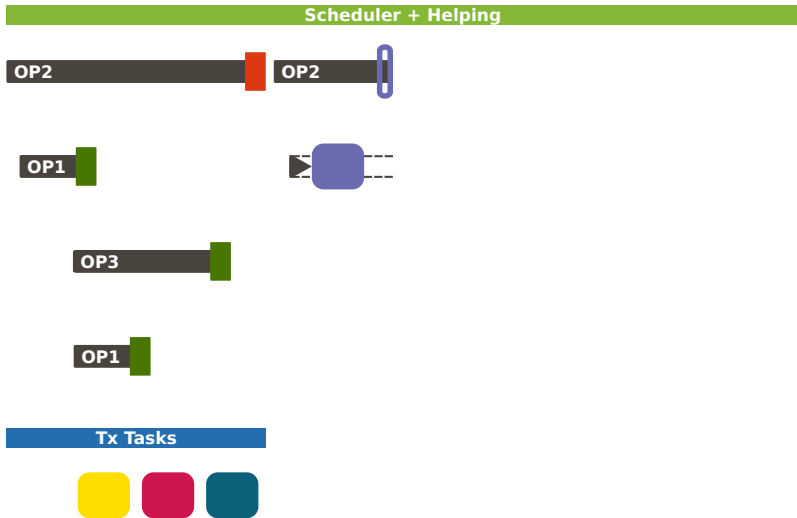 Scheduler + Helping
OP2 OP2
OP1
OP3
OP1
Tx Tasks